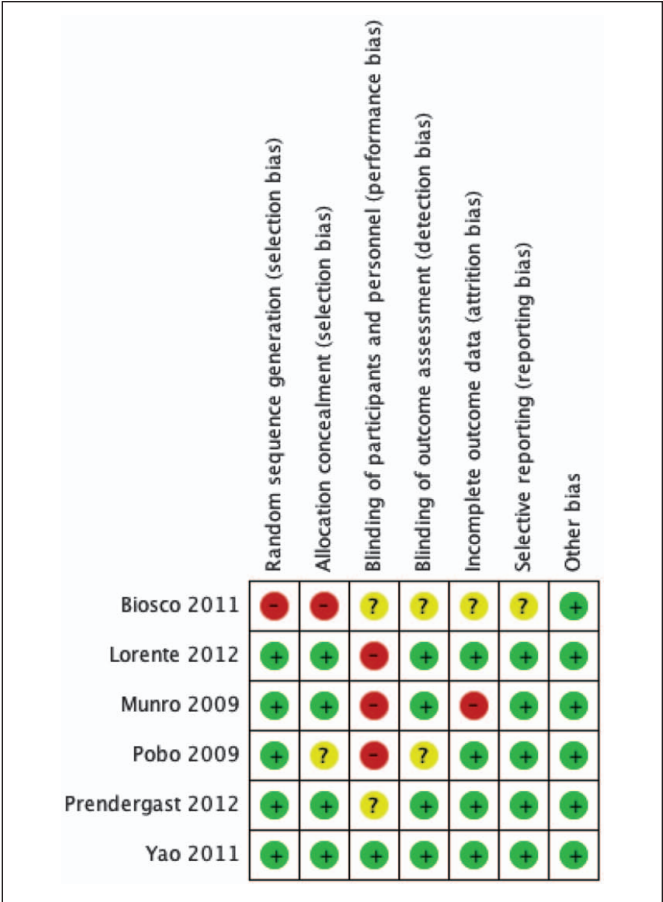 Random sequence generation (selection bias)
Allocation concealment (selection bias)
Blinding of participants and personnel (performance bias)
Blinding of outcome assessment (detection bias)
Incomplete outcome data (attrition bias)
Selective reporting (reporting bias)
Other bias
Biosco 2011 - - ? ? ? ? +
Lorente 2012 + + - + + + +
Munro 2009 + + - + - + +
Pobo 2009 + ? - ? + + +
Prendergast 2012 + + ? + + + +
Yao 2011 + + + + + + +